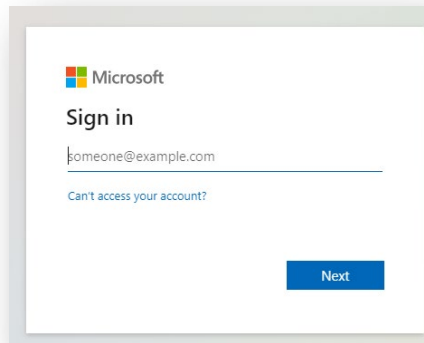 Microsoft
Sign in
someone@example.com
Can't access your account?
Next